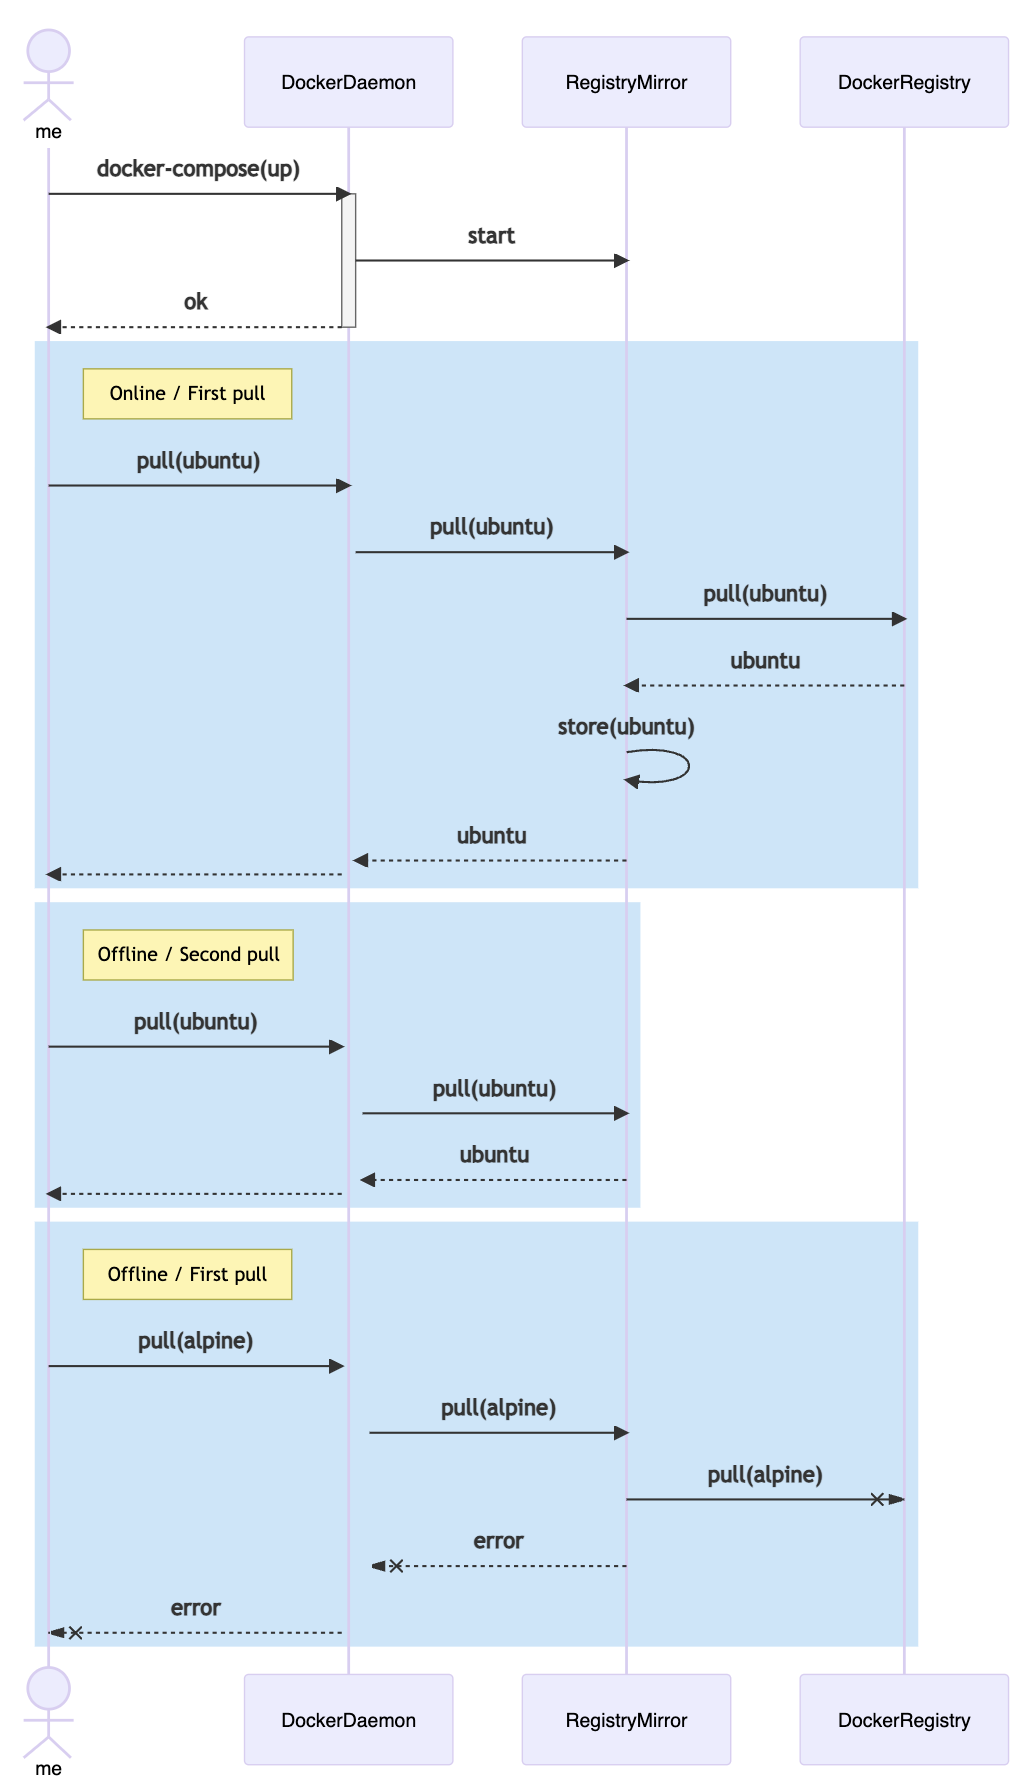 DockerDaemon
RegistryMirror
DockerRegistry
me
docker-compose(up)
start
ok
Online / First pull
pull(ubuntu)
pull(ubuntu)
pull(ubuntu)
ubuntu
store(ubuntu)
ubuntu
Offline / Second pull
pull(ubuntu)
pull(ubuntu)
ubuntu
Offline / First pull
pull(alpine)
pull(alpine)
pull(alpine)
error
error
DockerDaemon
RegistryMirror
DockerRegistry
me